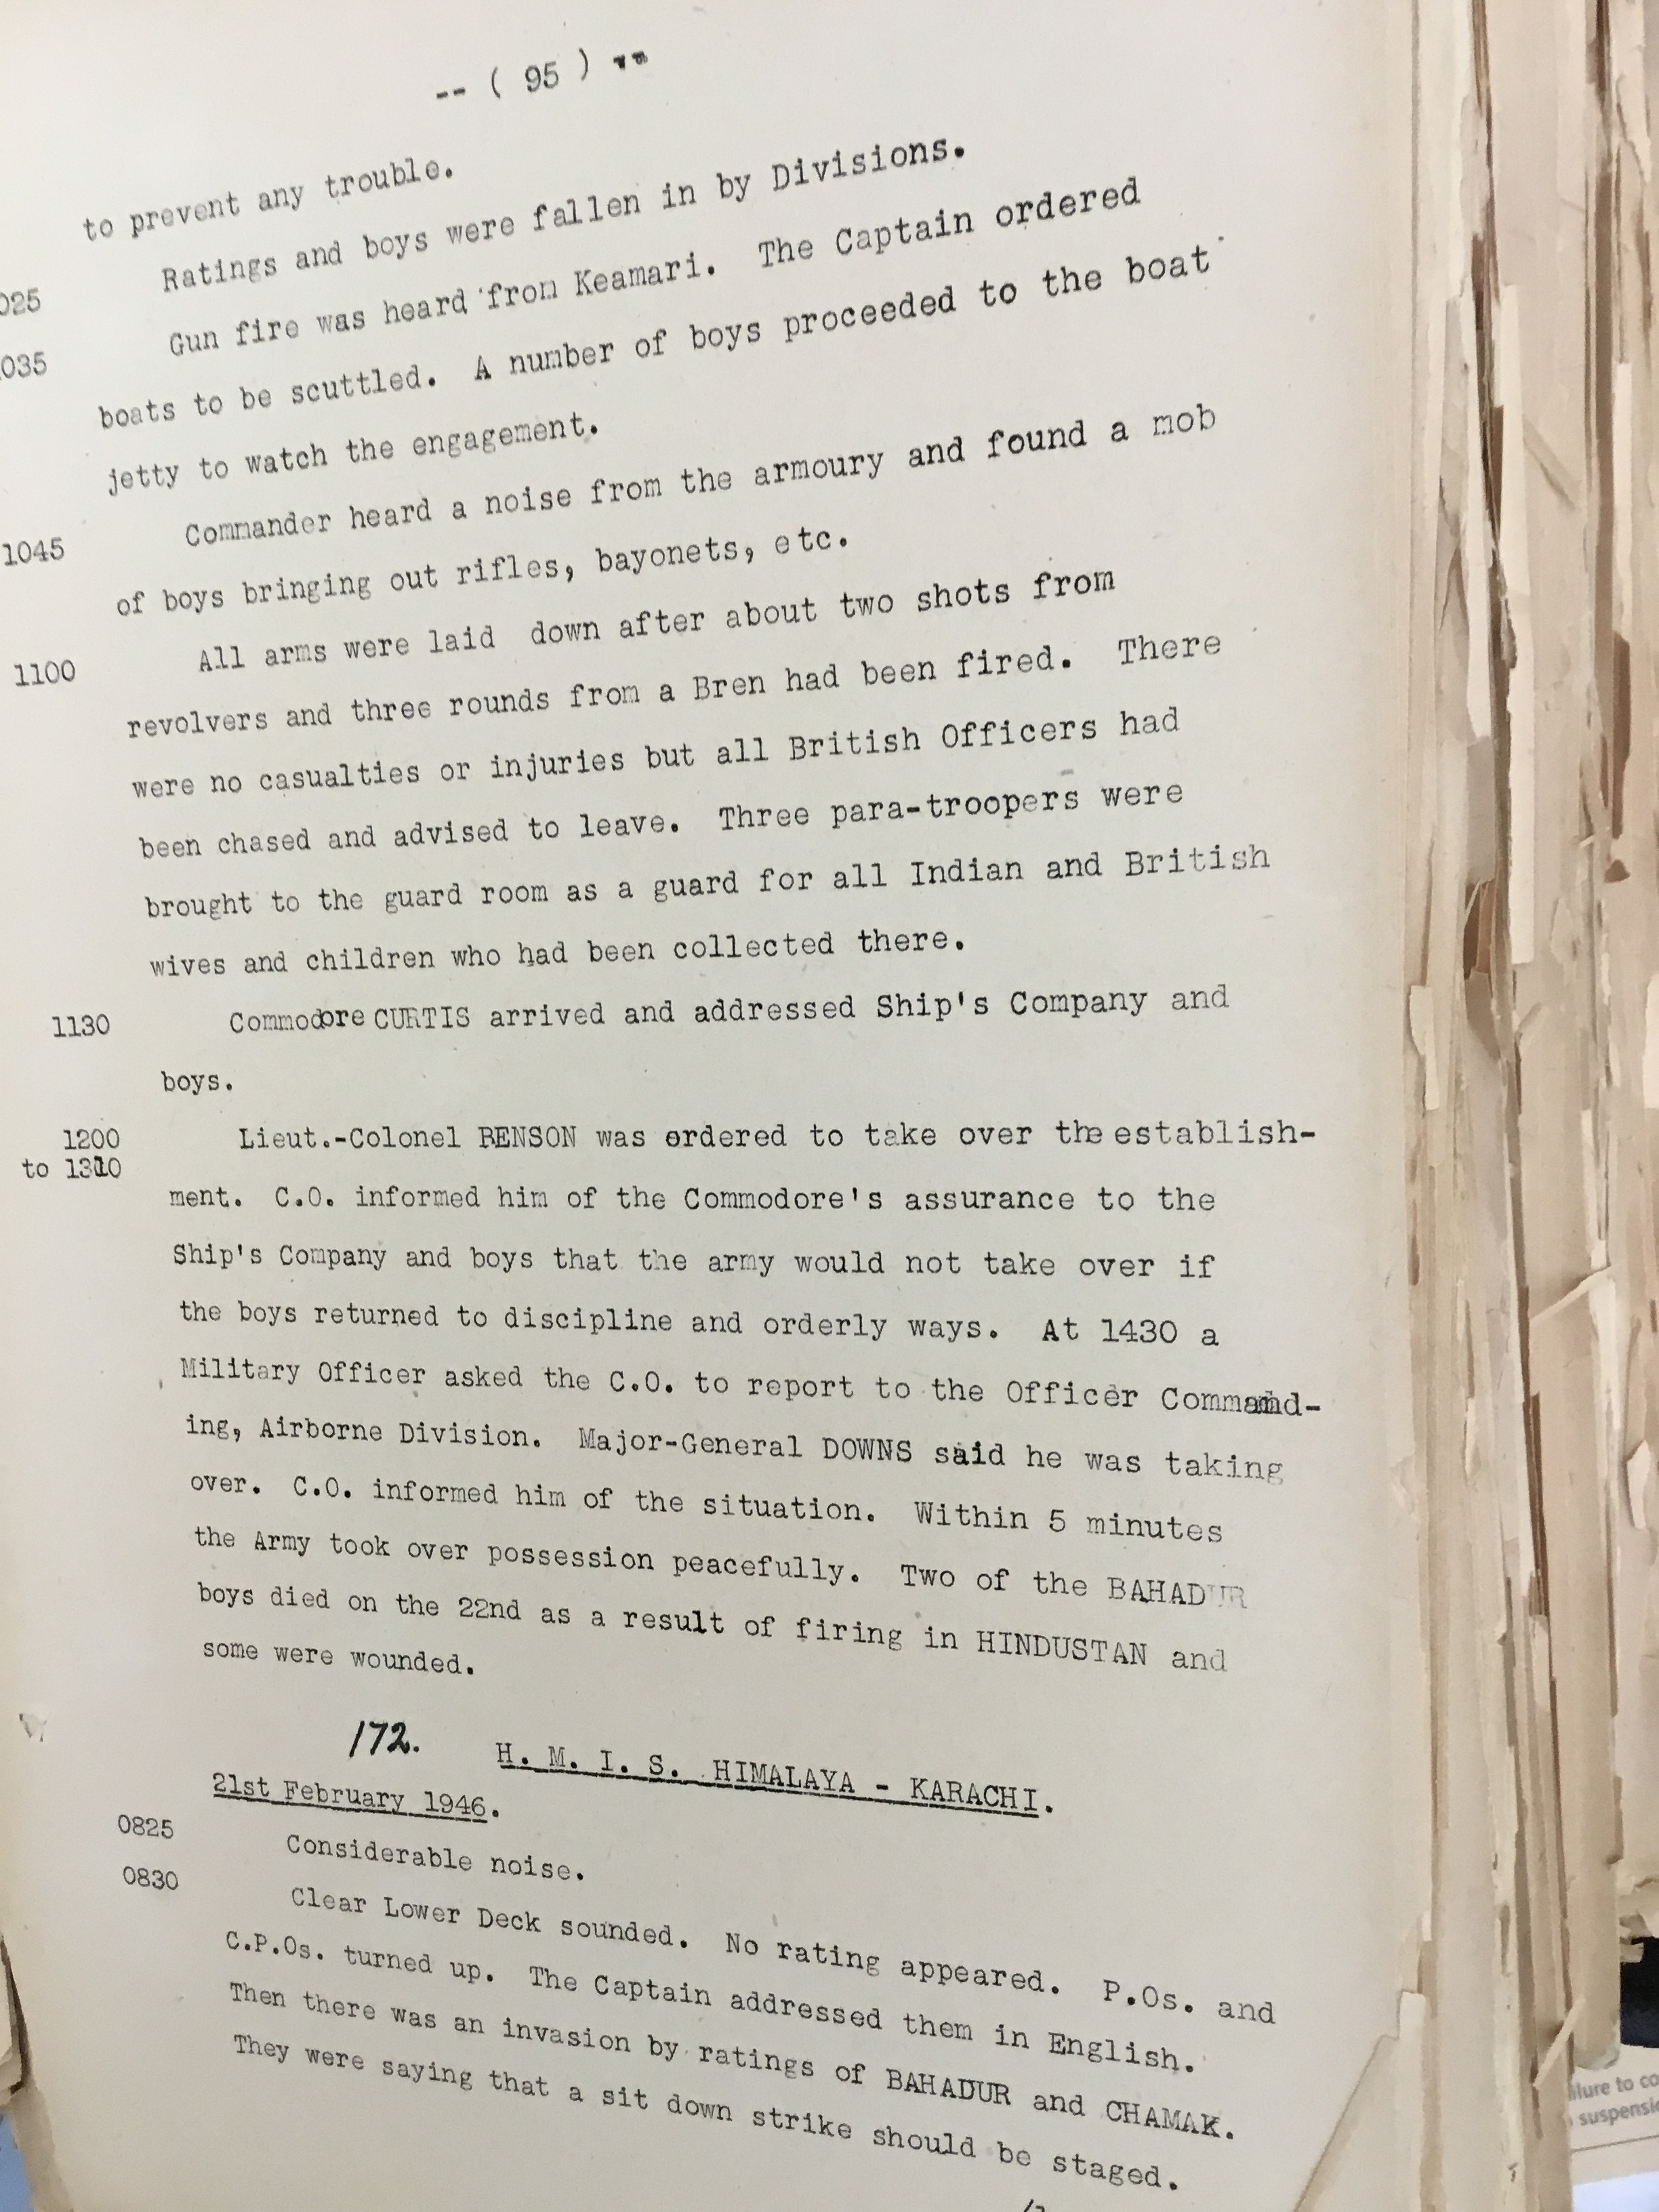 -- ( 95 ) --
to prevent any trouble.
025 Ratings and boys were fallen in by Divisions.
035 Gun fire was heard from Keamari. The Captain ordered
boats to be scuttled. A number of boys proceeded to the boat
jetty to watch the engagement.
1045 Commander heard a noise from the armoury and found a mob
of boys bringing out rifles, bayonets, etc.
1100 All arms were laid down after about two shots from
revolvers and three rounds from a Bren had been fired. There
were no casualties or injuries but all British Officers had
been chased and advised to leave. Three para-troopers were
brought to the guard room as a guard for all Indian and British
wives and children who had been collected there.
1130 Commodore CURTIS arrived and addressed Ship's Company and
boys.
1200 Lieut.-Colonel BENSON was ordered to take over the establish-
to
ment. C.O. informed him of the Commodore's assurance to the
Ship's Company and boys that the army would not take over if
the boys returned to discipline and orderly ways. At 1430 a
Military Officer asked the C.O. to report to the Officer Command-
ing, Airborne Division. Major-General DOWNS said he was taking
over. C.O. informed him of the situation. Within 5 minutes
the Army took over possession peacefully. Two of the BAHADUR
boys died on the 22nd as a result of firing in HINDUSTAN and
some were wounded.
172. H. M. I. S. HIMALAYA - KARACHI.
21st February 1946.
0825 Considerable noise.
0830 Clear Lower Deck sounded. No rating appeared. P.Os. and
C.P.Os. turned up. The Captain addressed them in English.
Then there was an invasion by ratings of BAHADUR and CHAMAK.
They were saying that a sit down strike should be staged.
ilure to co
suspensi